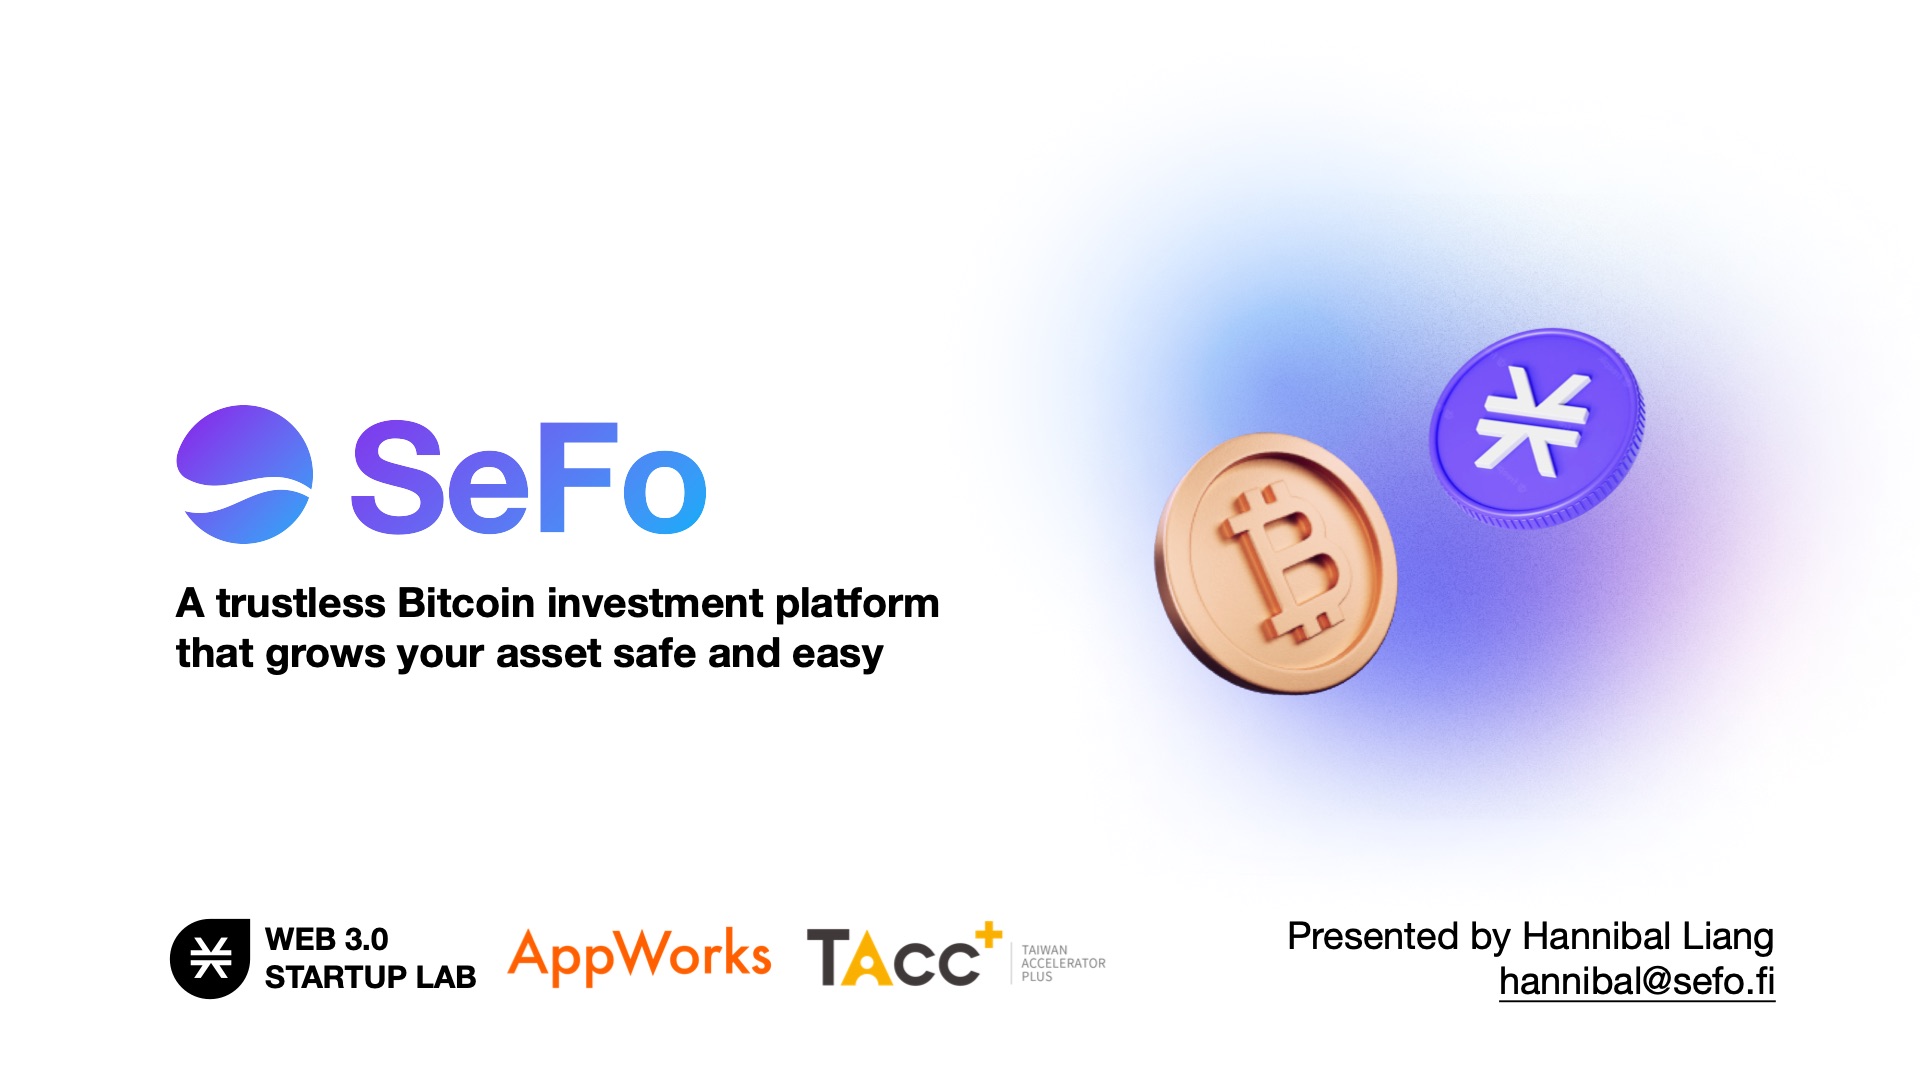 SeFo
A trustless Bitcoin investment platform
that grows your asset safe and easy
WEB 3.0
STARTUP LAB
AppWorks
TAcc+
TAIWAN
ACCELERATOR
PLUS
Presented by Hannibal Liang
hannibal@sefo.fi